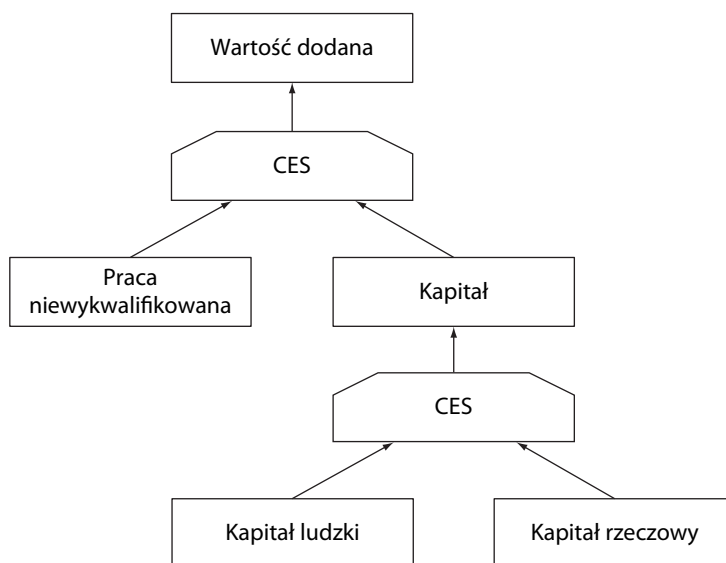 Wartość dodana
CES
Praca
niewykwalifikowana
Kapitał
CES
Kapitał ludzki
Kapitał rzeczowy